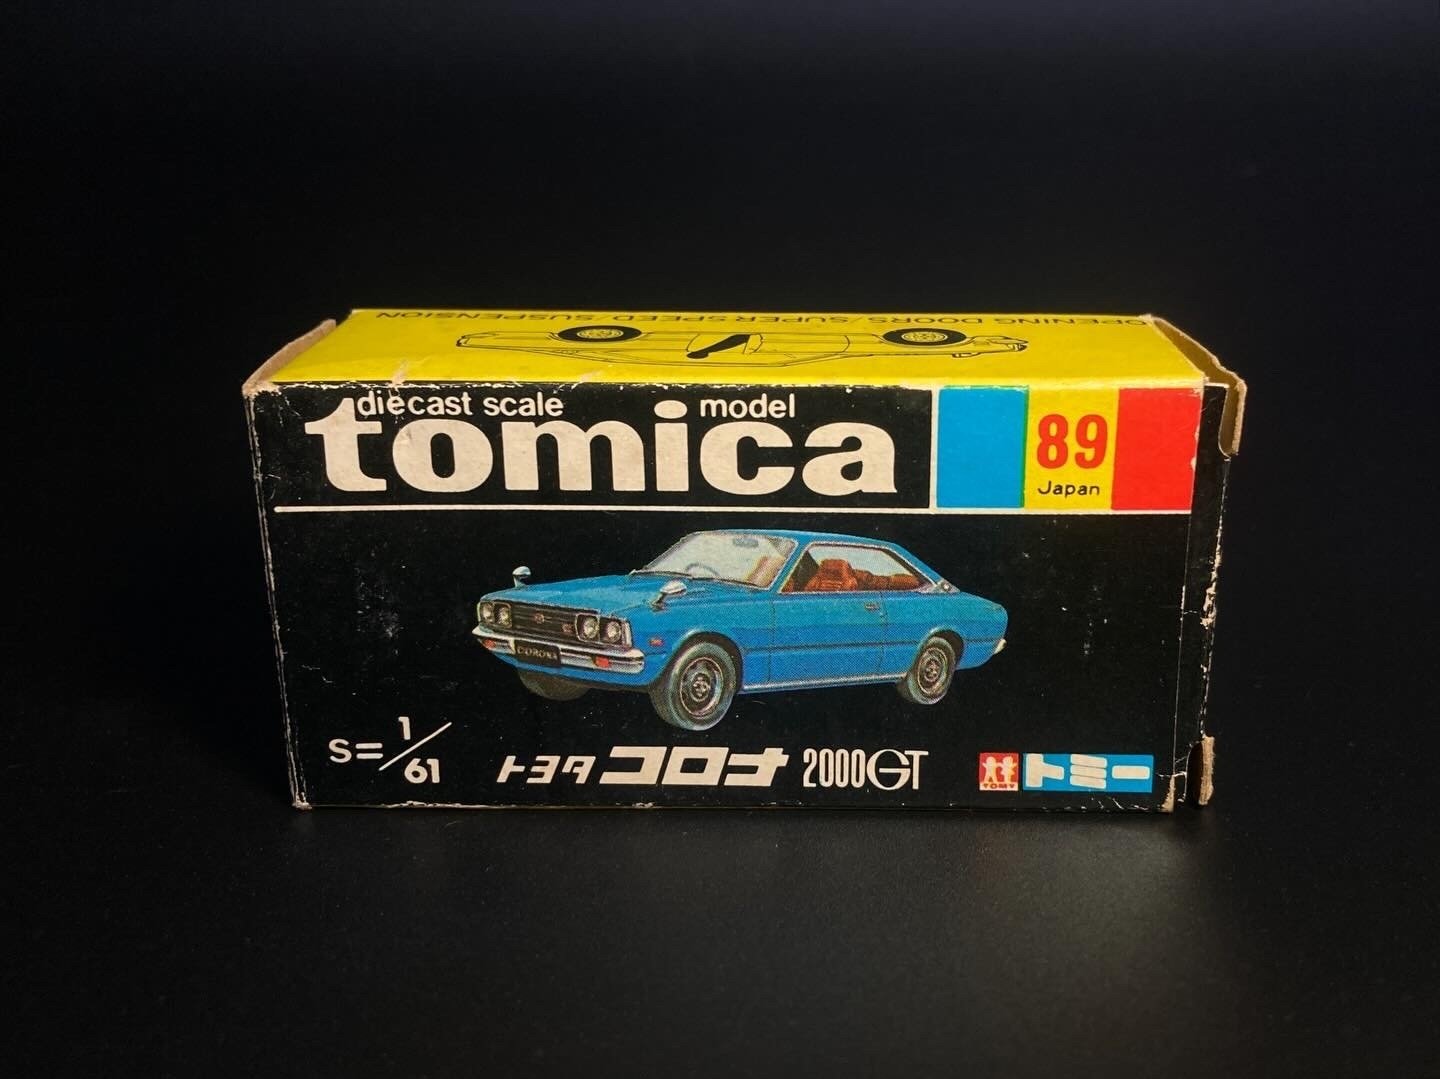 OPENING DOORS/SUPER SPEED/SUSPENSION
diecast scale model
tomica
89
Japan
CORONA
S=1/61
トヨタ コロナ 2000GT
TOMY
トミー